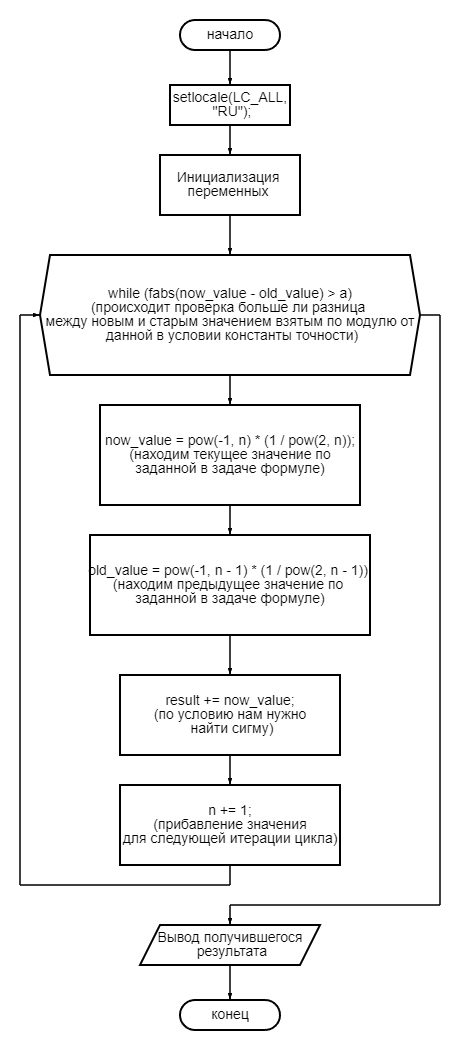 начало
setlocale(LC_ALL,
"RU");
Инициализация
переменных
while (fabs(now_value - old_value) > a)
(происходит проверка больше ли разница
между новым и старым значением взятым по модулю от
данной в условии константы точности)
now_value = pow(-1, n) * (1 / pow(2, n));
(находим текущее значение по
заданной в задаче формуле)
old_value = pow(-1, n - 1) * (1 / pow(2, n - 1))
(находим предыдущее значение по
заданной в задаче формуле)
result += now_value;
(по условию нам нужно
найти сигму)
n += 1;
(прибавление значения
для следующей итерации цикла)
Вывод получившегося
результата
конец